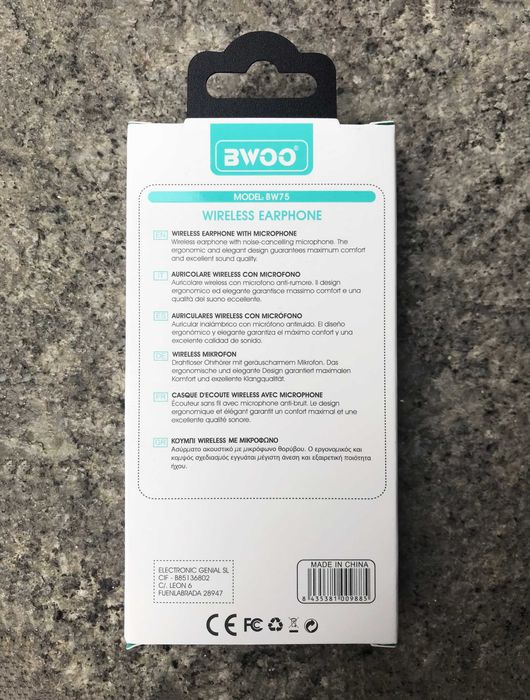 BWOO®
MODEL: BW75
WIRELESS EARPHONE
EN WIRELESS EARPHONE WITH MICROPHONE
Wireless earphone with noise-cancelling microphone. The
ergonomic and elegant design guarantees maximum comfort
and excellent sound quality.
IT AURICOLARE WIRELESS CON MICROFONO
Auricolare wireless con microfono anti-rumore. Il design
ergonomico ed elegante garantisce massimo comfort e una
qualità del suono eccellente.
ES AURICULARES WIRELESS CON MICRÓFONO
Auricular inalámbrico con micrófono antiruido. El diseño
ergonómico y elegante garantiza el máximo confort y una
excelente calidad de sonido.
DE WIRELESS MIKROFON
Drahtloser Ohrhörer mit geräuscharmem Mikrofon. Das
ergonomische und elegante Design garantiert maximalen
Komfort und exzellente Klangqualität.
FR CASQUE D'ECOUTE WIRELESS AVEC MICROPHONE
Écouteur sans fil avec microphone anti-bruit. Le design
ergonomique et élégant garantit un confort maximal et une
excellente qualité sonore.
GR ΚΟΥΜΠΙ WIRELESS ΜΕ ΜΙΚΡΟΦΩΝΟ
Ασύρματο ακουστικό με μικρόφωνο θορύβου. Ο εργονομικός και
κομψός σχεδιασμός εγγυάται μέγιστη άνεση και εξαιρετική ποιότητα
ήχου.
ELECTRONIC GENIAL SL
CIF - B85136802
C/. LEON 6
FUENLABRADA 28947
MADE IN CHINA
8 435381 009885
CE FC